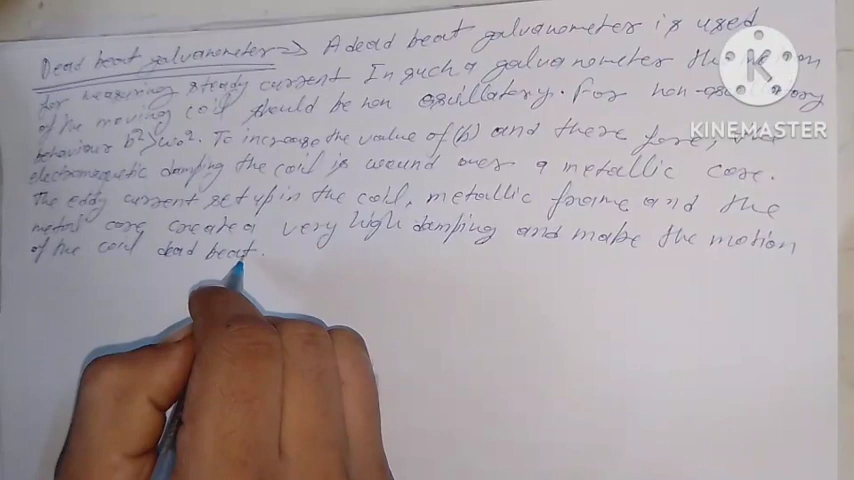 Dead beat galvanometer => A dead beat galvanometer is used
for measuring steady current In such a galvanometer the
of the moving coil should be non oscillatory. For non-
behaviour b²>ω₀². To increase the value of (b) and there fore, the
electromagnetic damping the coil is wound over a metallic core.
The eddy current set up in the coil, metallic frame and the
metal core create a very high damping and make the motion
of the coil dead beat.
KINEMASTER